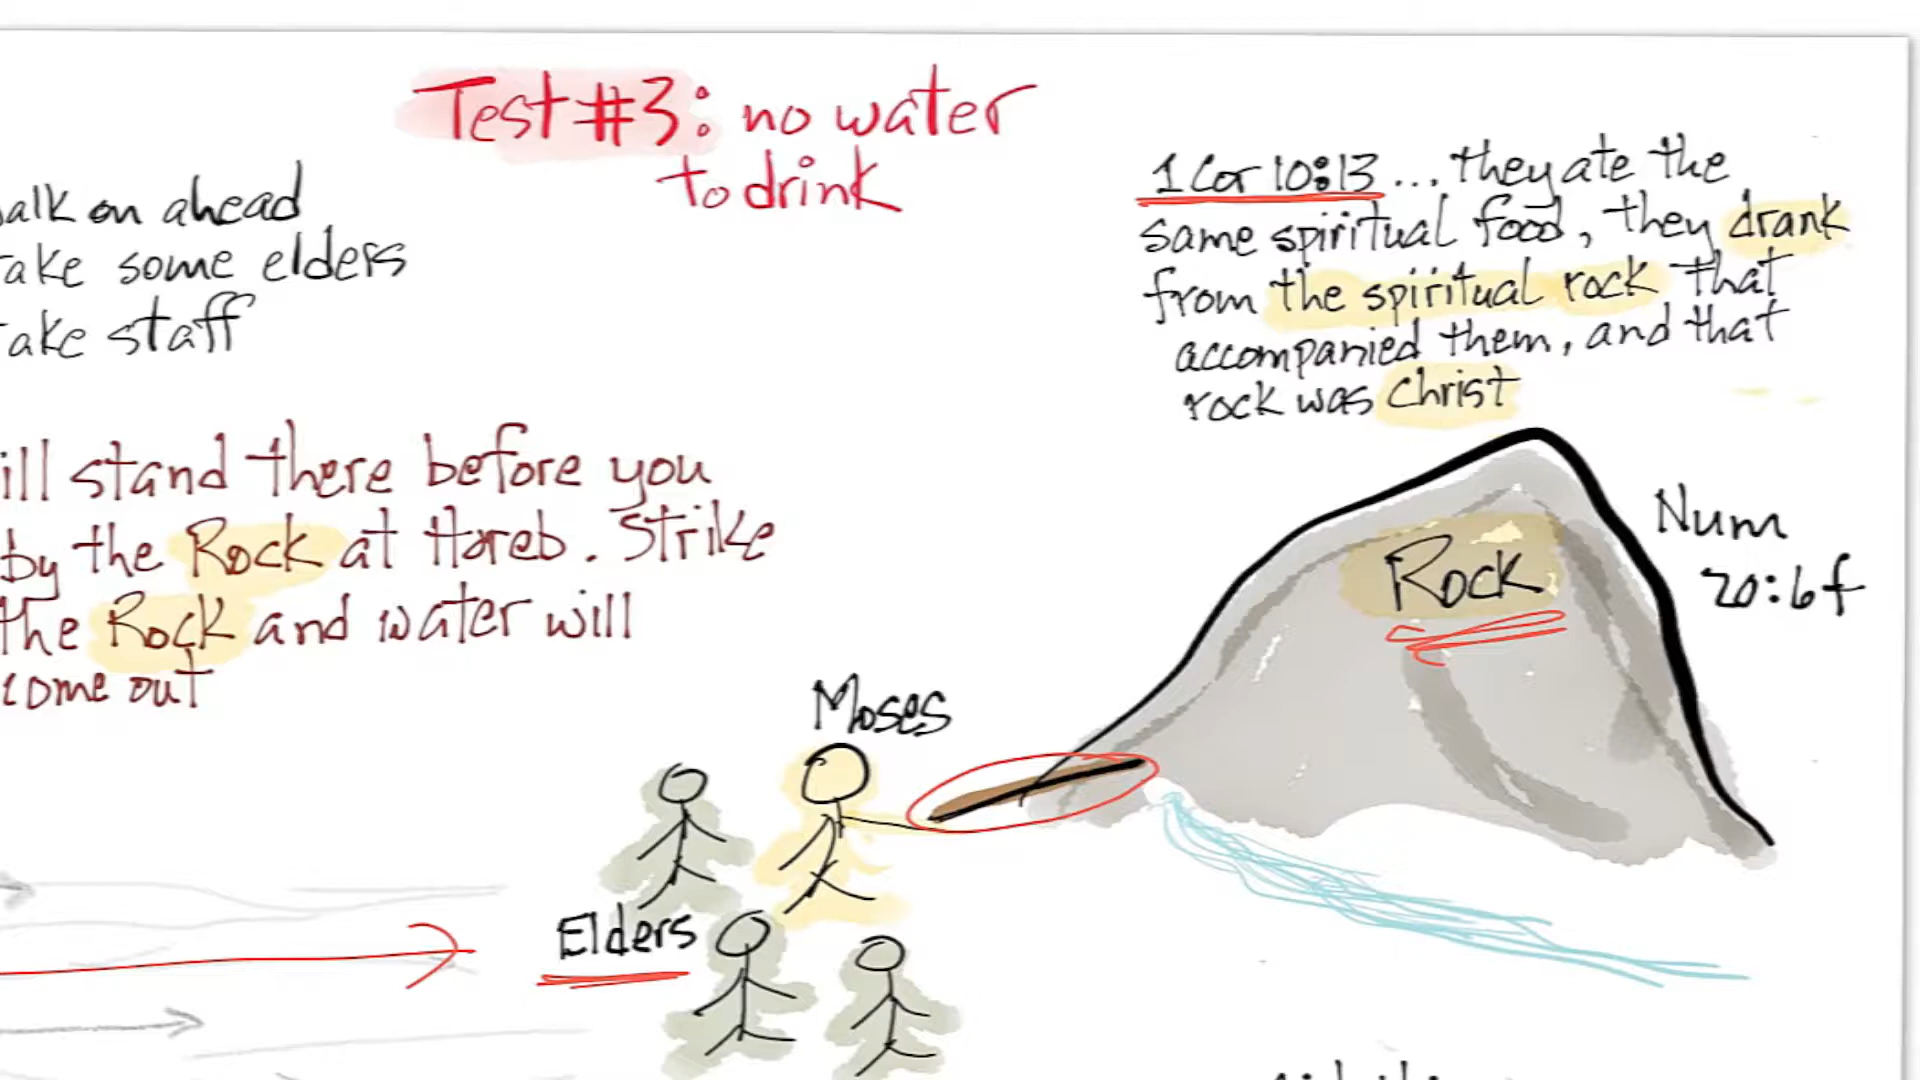 Test #3: no water
to drink
alk on ahead
ake some elders
ake staff
1 Cor 10:13 ... they ate the
same spiritual food, they drank
from the spiritual rock that
accompanied them, and that
rock was Christ
ill stand there before you
by the Rock at Horeb. Strike
the Rock and water will
come out
Rock
Num
20:6f
Moses
Elders